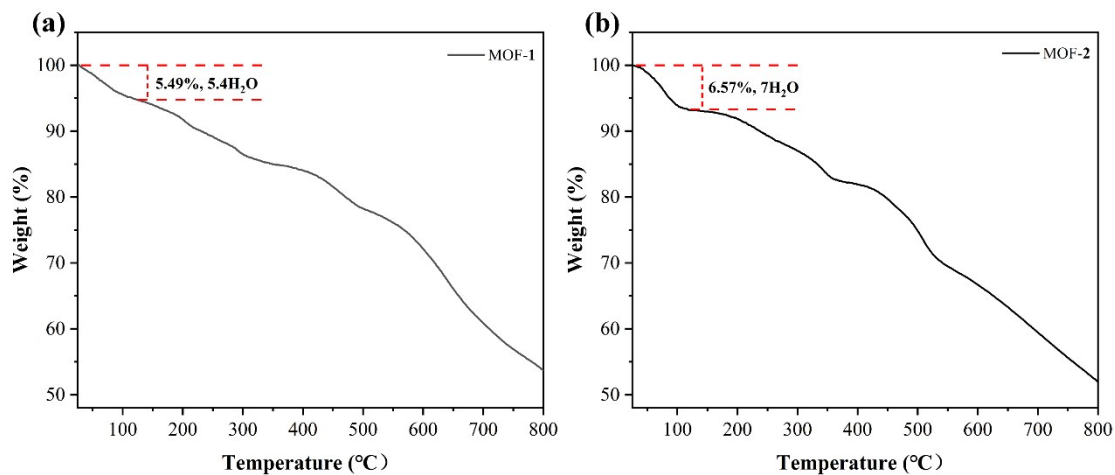 (a)
MOF-1
5.49%, 5.4H₂O
100
90
80
70
60
50
Weight (%)
100 200 300 400 500 600 700 800
Temperature (℃）
(b)
MOF-2
6.57%, 7H₂O
100
90
80
70
60
50
Weight (%)
100 200 300 400 500 600 700 800
Temperature (℃）